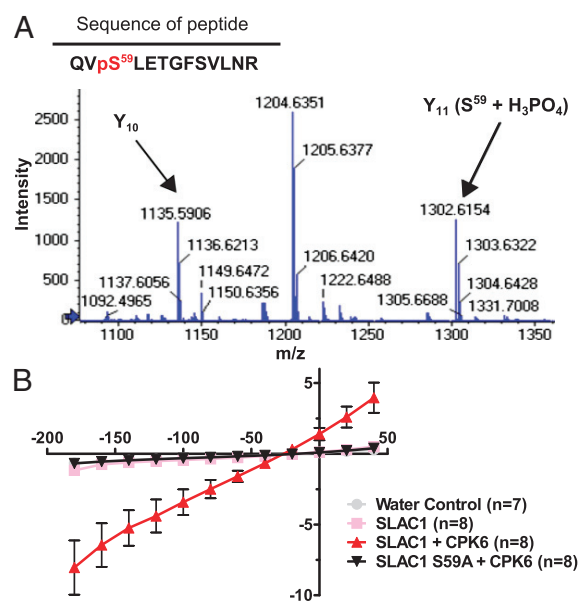 A
Sequence of peptide
QVpS⁵⁹LETGFSVLNR
Y₁₀
Y₁₁ (S⁵⁹ + H₃PO₄)
Intensity
2500
2000
1500
1000
500
0
1204.6351
1205.6377
1135.5906
1302.6154
1136.6213
1303.6322
1137.6056
1149.6472
1206.6420
1222.6488
1304.6428
1092.4965
1150.6356
1305.6688
1331.7008
1100
1150
1200
1250
1300
1350
m/z
B
5
-200
-150
-100
-50
50
-5
-10
Water Control (n=7)
SLAC1 (n=8)
SLAC1 + CPK6 (n=8)
SLAC1 S59A + CPK6 (n=8)